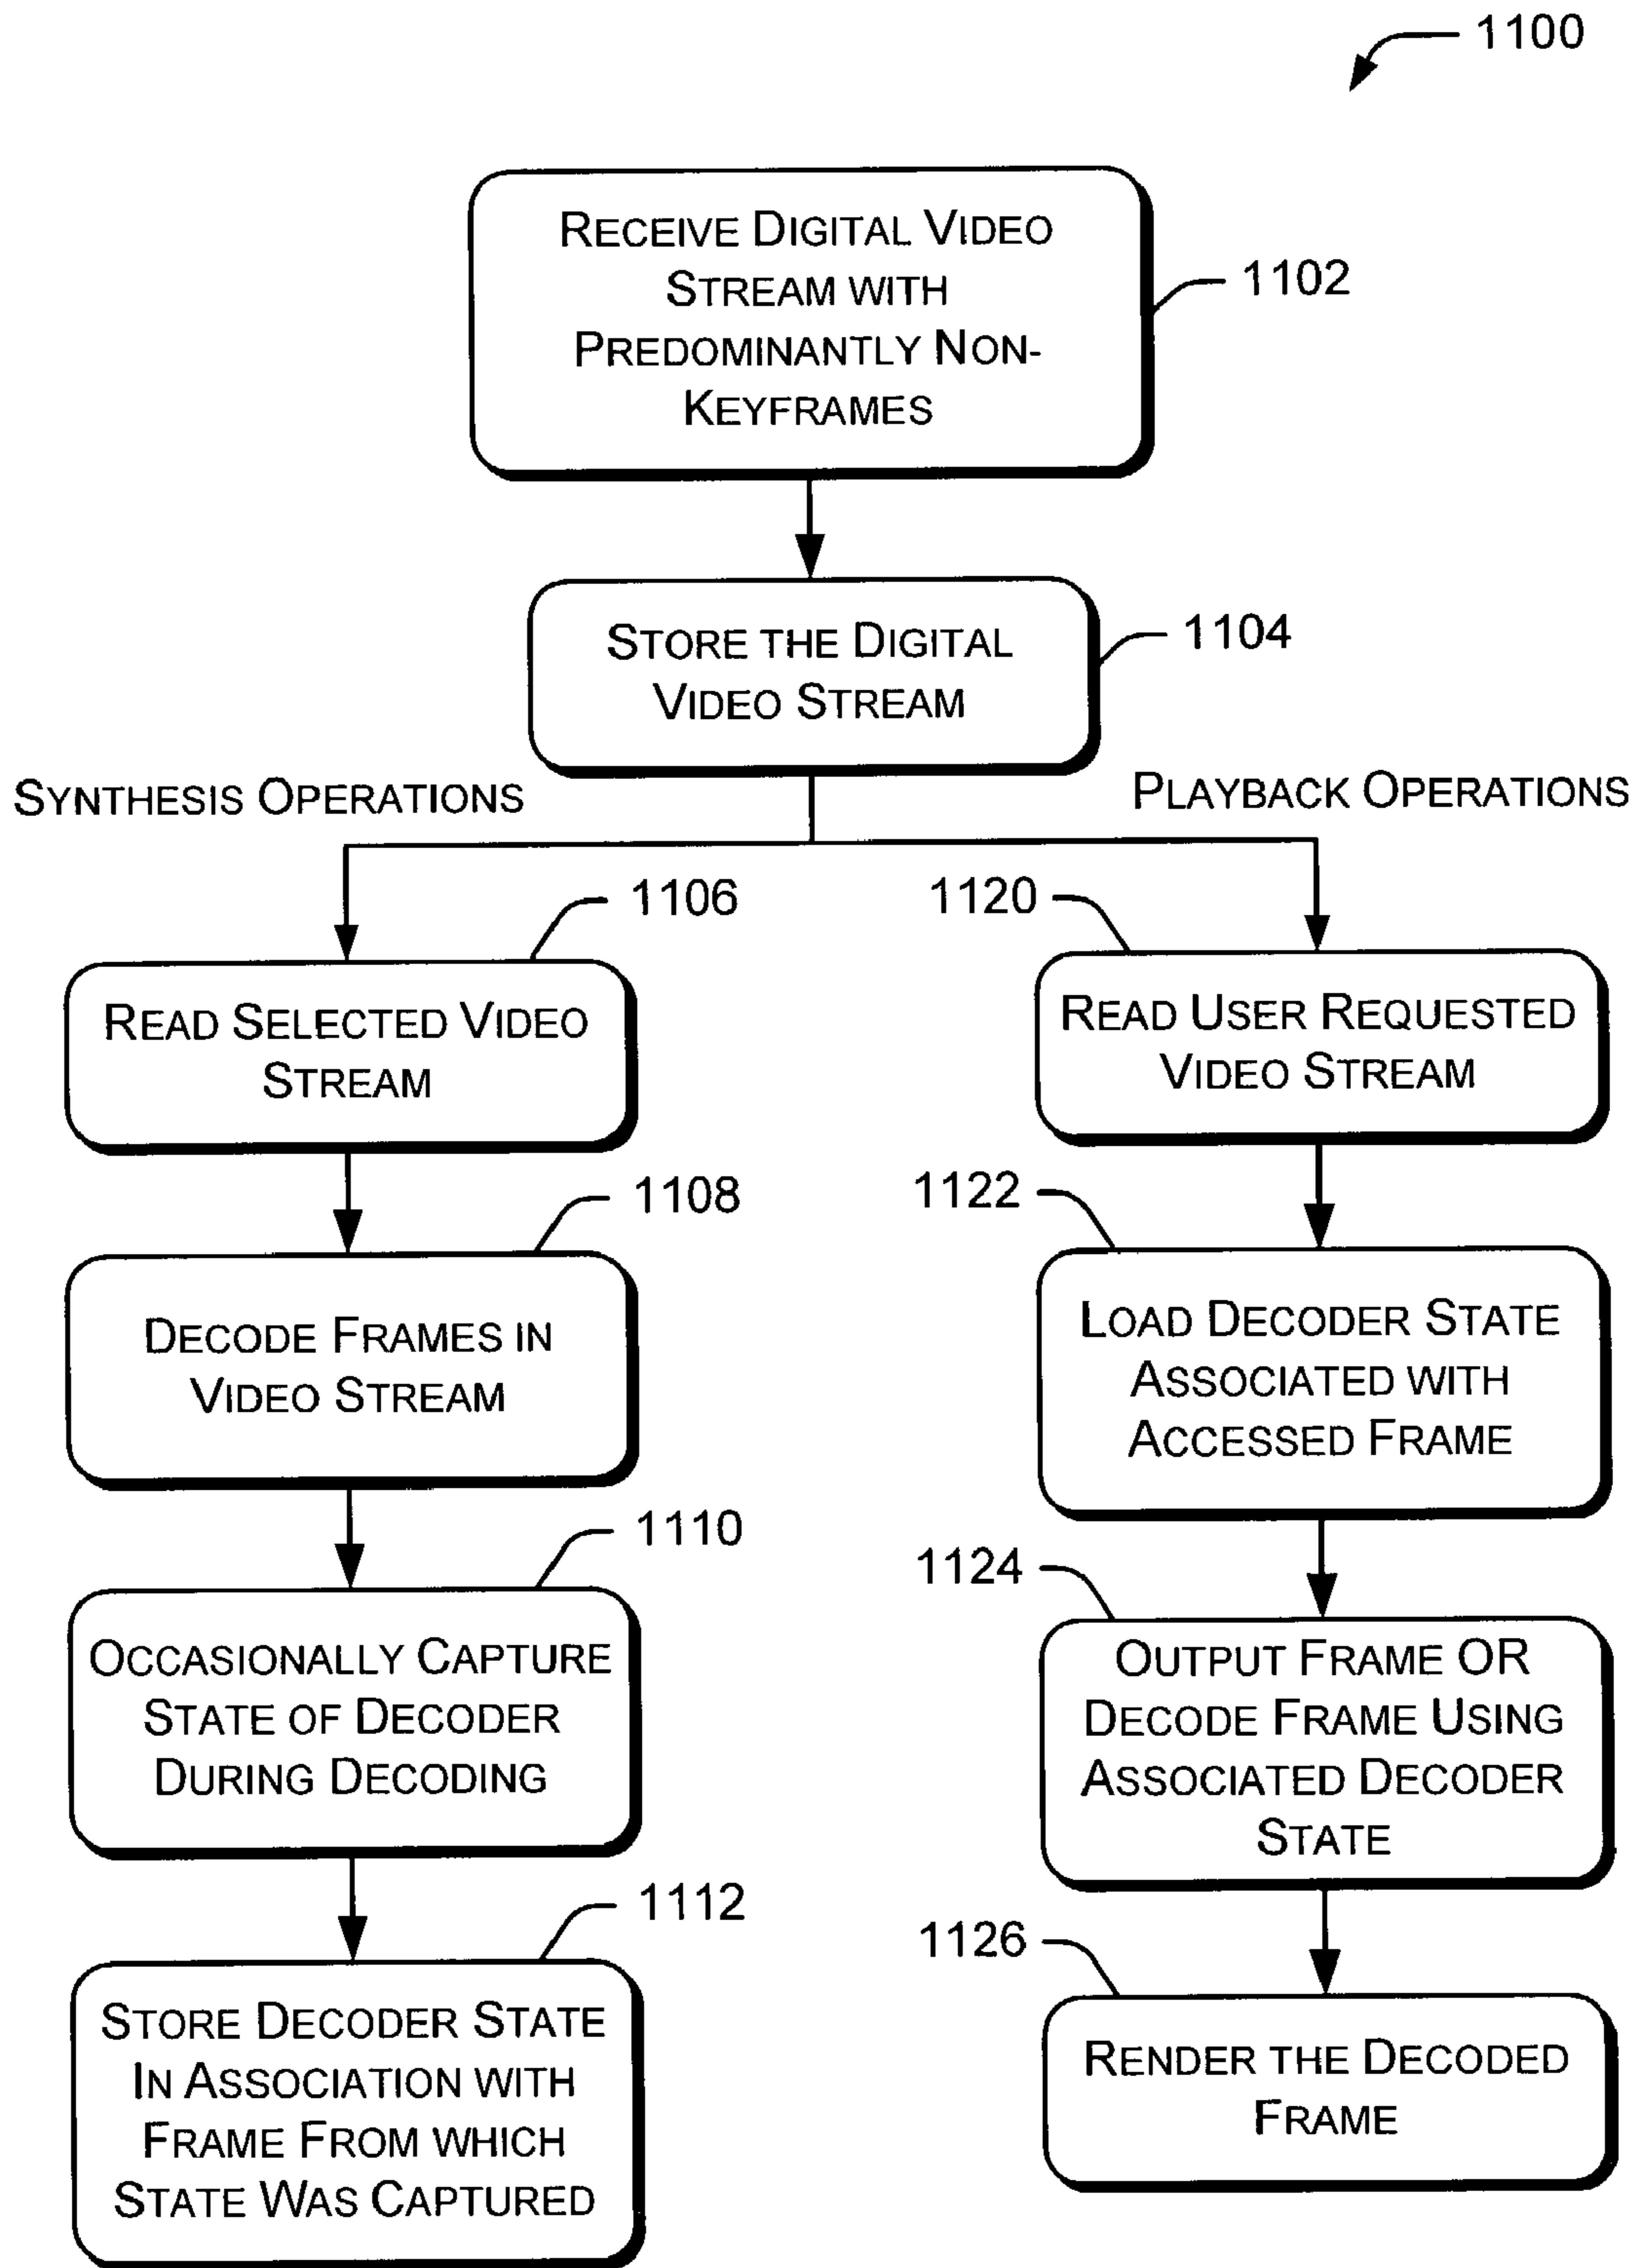 1100
RECEIVE DIGITAL VIDEO
STREAM WITH
PREDOMINANTLY NON-
KEYFRAMES
1102
STORE THE DIGITAL
VIDEO STREAM
1104
SYNTHESIS OPERATIONS
PLAYBACK OPERATIONS
1106
READ SELECTED VIDEO
STREAM
1108
DECODE FRAMES IN
VIDEO STREAM
1110
OCCASIONALLY CAPTURE
STATE OF DECODER
DURING DECODING
1112
STORE DECODER STATE
IN ASSOCIATION WITH
FRAME FROM WHICH
STATE WAS CAPTURED
1120
READ USER REQUESTED
VIDEO STREAM
1122
LOAD DECODER STATE
ASSOCIATED WITH
ACCESSED FRAME
1124
OUTPUT FRAME OR
DECODE FRAME USING
ASSOCIATED DECODER
STATE
1126
RENDER THE DECODED
FRAME